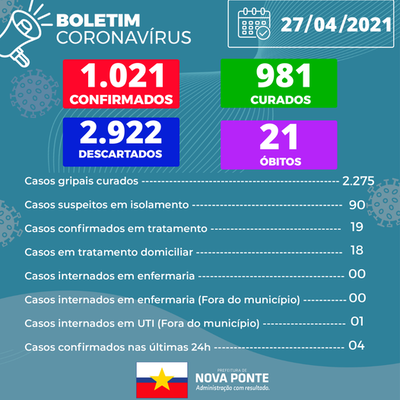 BOLETIM
CORONAVÍRUS
27/04/2021
1.021
CONFIRMADOS
981
CURADOS
2.922
DESCARTADOS
21
ÓBITOS
Casos gripais curados ---------------------------------------- 2.275
Casos suspeitos em isolamento ------------------------------ 90
Casos confirmados em tratamento -------------------------- 19
Casos em tratamento domiciliar ----------------------------- 18
Casos internados em enfermaria ---------------------------- 00
Casos internados em enfermaria (Fora do município) ----------- 00
Casos internados em UTI (Fora do município) ----------------- 01
Casos confirmados nas últimas 24h -------------------------- 04
PREFEITURA DE
NOVA PONTE
Administração com resultado.